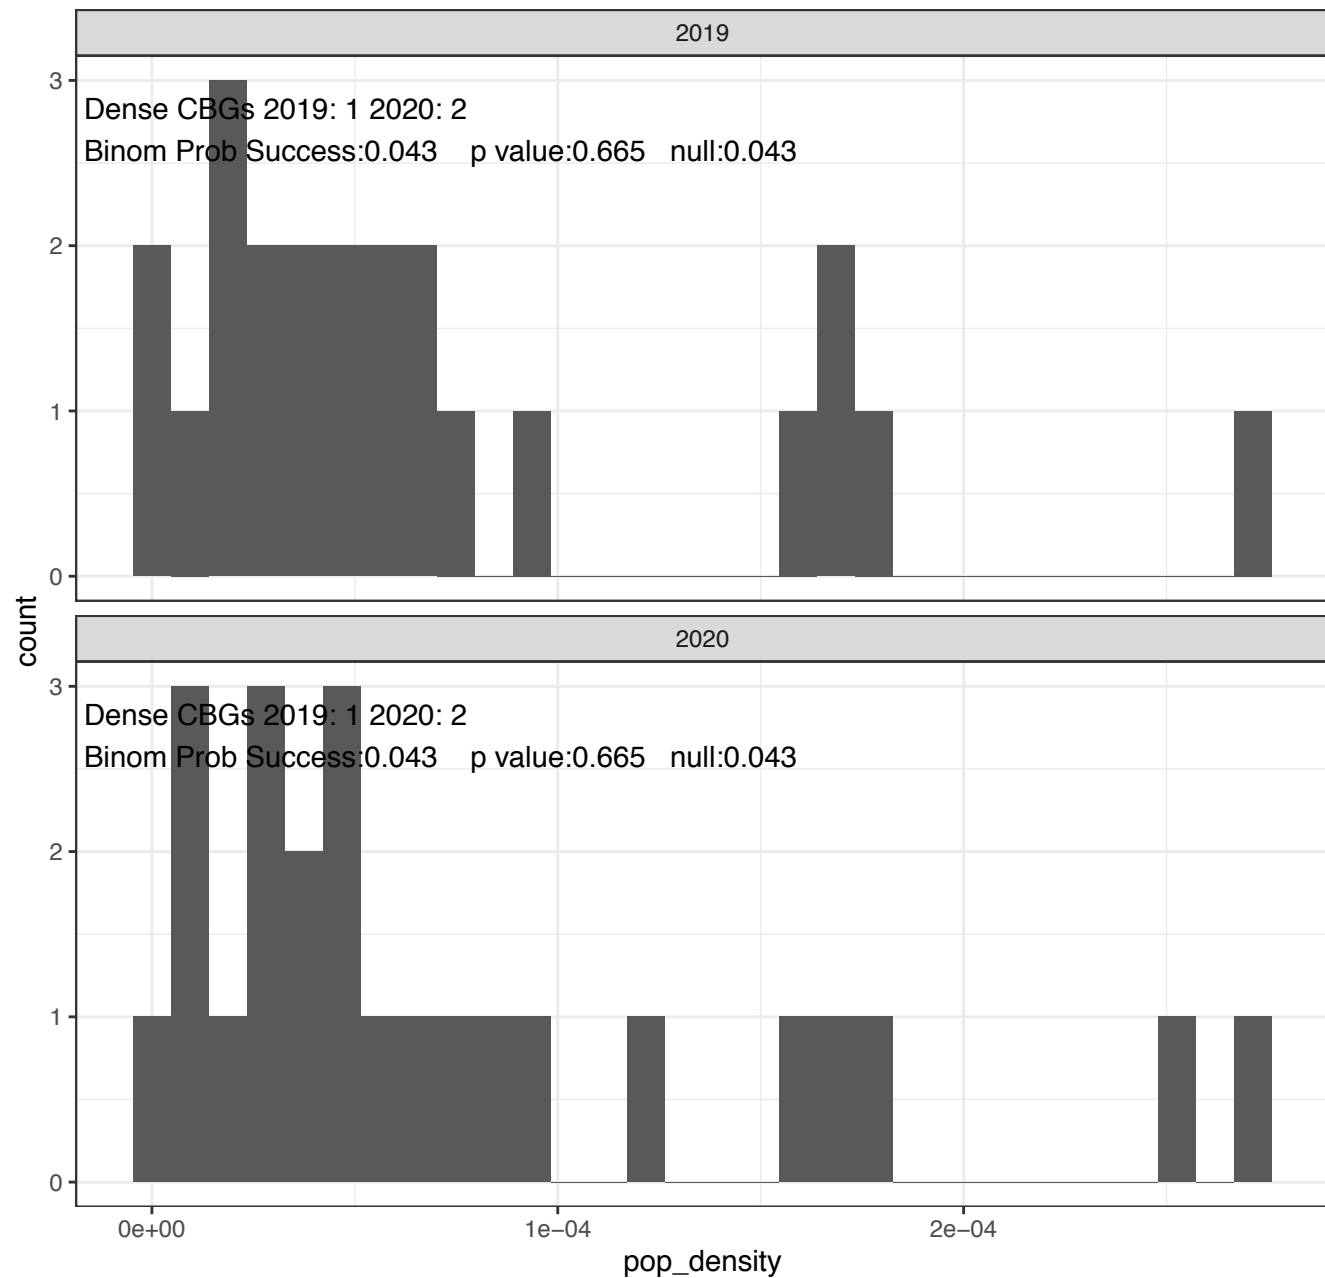 2019
3
Dense CBGs 2019: 1 2020: 2
Binom Prob Success:0.043 p value:0.665 null:0.043
2
1
0
count
2020
3
Dense CBGs 2019: 1 2020: 2
Binom Prob Success:0.043 p value:0.665 null:0.043
2
1
0
0e+00 1e−04 2e−04
pop_density